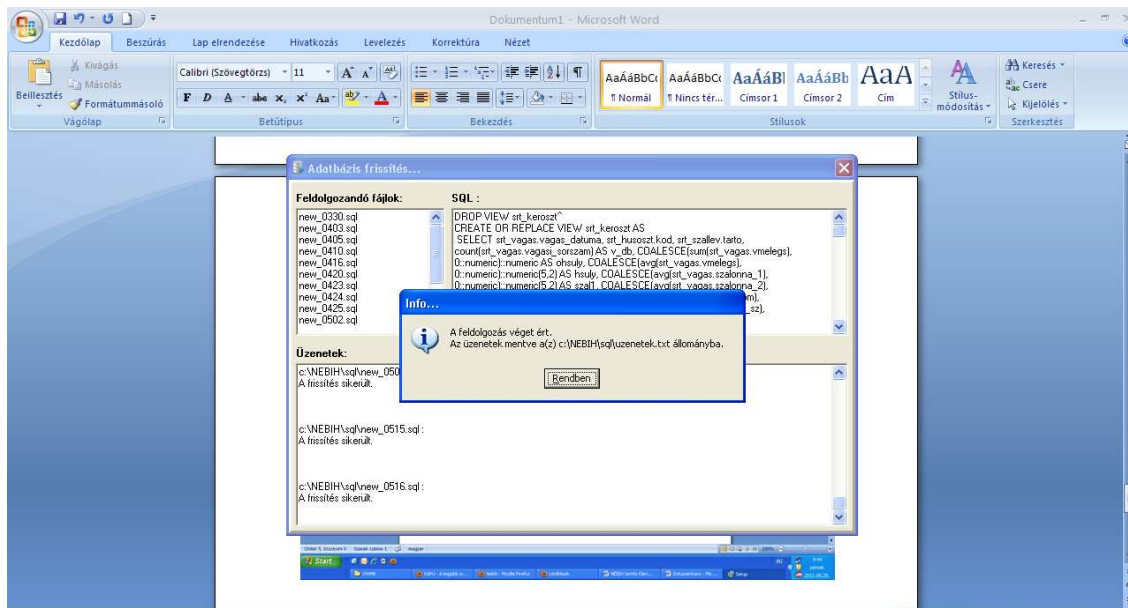 Dokumentum1 - Microsoft Word
Kezdőlap Beszúrás Lap elrendezése Hivatkozás Levelezés Korrektúra Nézet
Beillesztés
Kivágás
Másolás
Formátummásoló
Vágólap
Calibri (Szövegtörzs) 11
Betűtípus
Bekezdés
AaÁáBbCc AaÁáBbCc AaÁáBl AaÁáBb AaA
¶ Normál ¶ Nincs tér... Címsor 1 Címsor 2 Cím
Stílusok
Stílus-
módosítás
Keresés
Csere
Kijelölés
Szerkesztés
Adatbázis frissítés...
Feldolgozandó fájlok:
new_0330.sql
new_0403.sql
new_0405.sql
new_0410.sql
new_0416.sql
new_0420.sql
new_0423.sql
new_0424.sql
new_0425.sql
new_0502.sql
SQL :
DROP VIEW srt_keroszt^
CREATE OR REPLACE VIEW srt_keroszt AS
SELECT srt_vagas.vagas_datuma, srt_husoszt.kod, srt_szallev.tarto,
count(srt_vagas.vagasi_sorszam) AS v_db, COALESCE(sum(srt_vagas.vmelegs),
0::numeric)::numeric AS ohsuly, COALESCE(avg(srt_vagas.vmelegs),
0::numeric)::numeric(5,2) AS hsuly, COALESCE(avg(srt_vagas.szalonna_1),
0::numeric)::numeric(5,2) AS szal1, COALESCE(avg(srt_vagas.szalonna_2),
om),
_sz),
Info...
A feldolgozás véget ért.
Az üzenetek mentve a(z) c:\NEBIH\sql\uzenetek.txt állományba.
Rendben
Üzenetek:
c:\NEBIH\sql\new_050
A frissítés sikerült.
c:\NEBIH\sql\new_0515.sql :
A frissítés sikerült.
c:\NEBIH\sql\new_0516.sql :
A frissítés sikerült.
magyar
Start